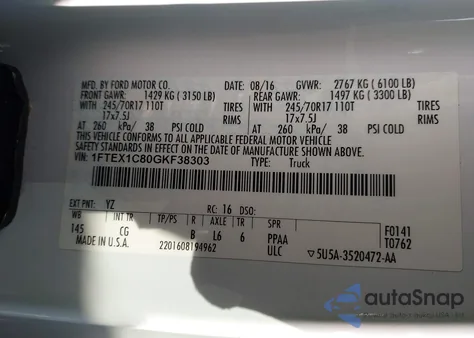 MFD. BY FORD MOTOR CO. DATE: 08/16 GVWR: 2767 KG ( 6100 LB)
FRONT GAWR: 1429 KG ( 3150 LB) REAR GAWR: 1497 KG ( 3300 LB)
WITH 245/70R17 110T TIRES WITH 245/70R17 110T TIRES
17x7.5J RIMS 17x7.5J RIMS
AT 260 kPa/ 38 PSI COLD AT 260 kPa/ 38 PSI COLD
THIS VEHICLE CONFORMS TO ALL APPLICABLE FEDERAL MOTOR VEHICLE
SAFETY STANDARDS IN EFFECT ON THE DATE OF MANUFACTURE SHOWN ABOVE.
VIN: 1FTEX1C80GKF38303 TYPE: Truck
EXT PNT: YZ RC: 16 DSO:
WB INT TR TP/PS R AXLE TR SPR F0141
145 CG B L6 6 PPAA T0762
MADE IN U.S.A. 2201608194962 ULC 5U5A-3520472-AA
autoSnap